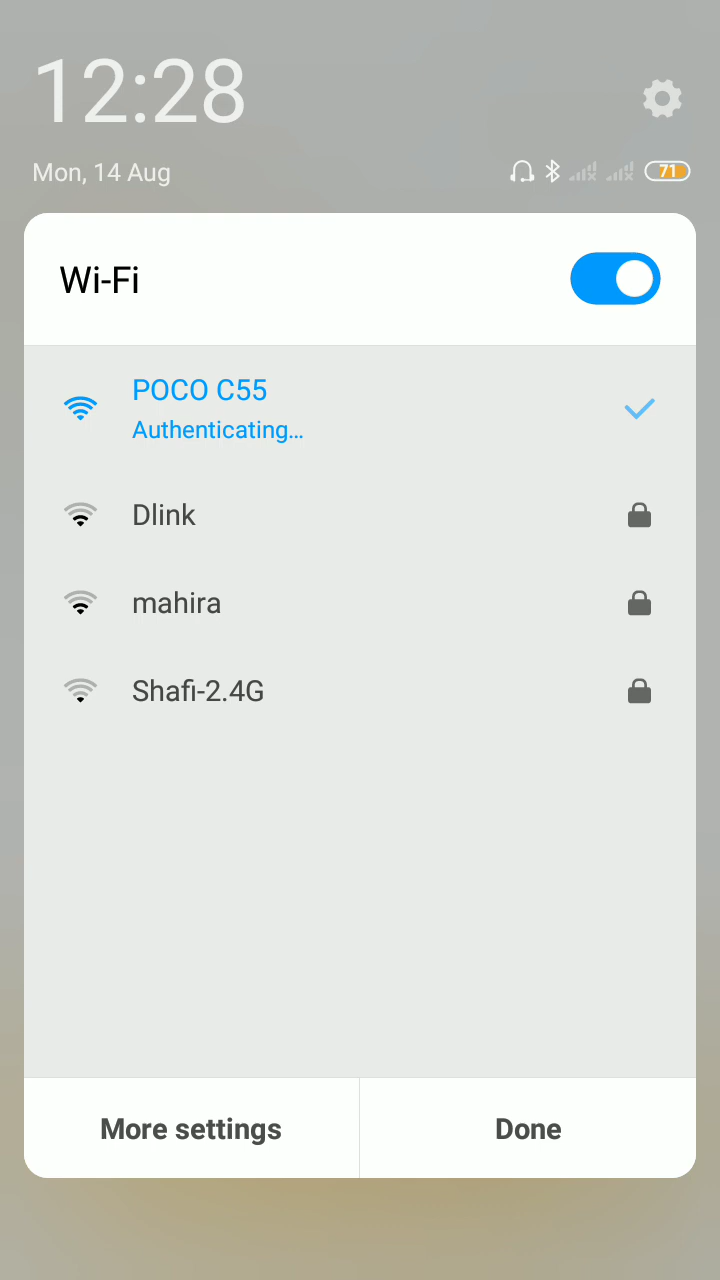 12:28
Mon, 14 Aug
71
Wi-Fi
POCO C55
Authenticating...
Dlink
mahira
Shafi-2.4G
More settings
Done